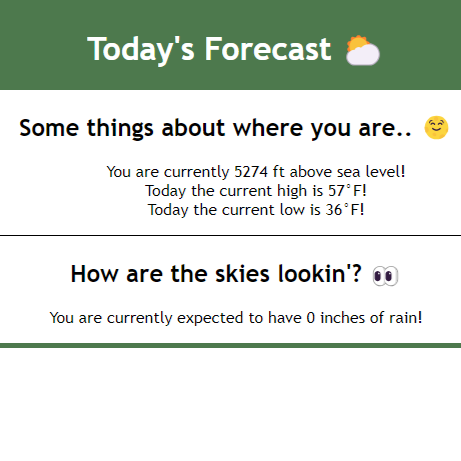 Today's Forecast 🌥️
Some things about where you are.. 😊
You are currently 5274 ft above sea level!
Today the current high is 57°F!
Today the current low is 36°F!
How are the skies lookin'? 👀
You are currently expected to have 0 inches of rain!